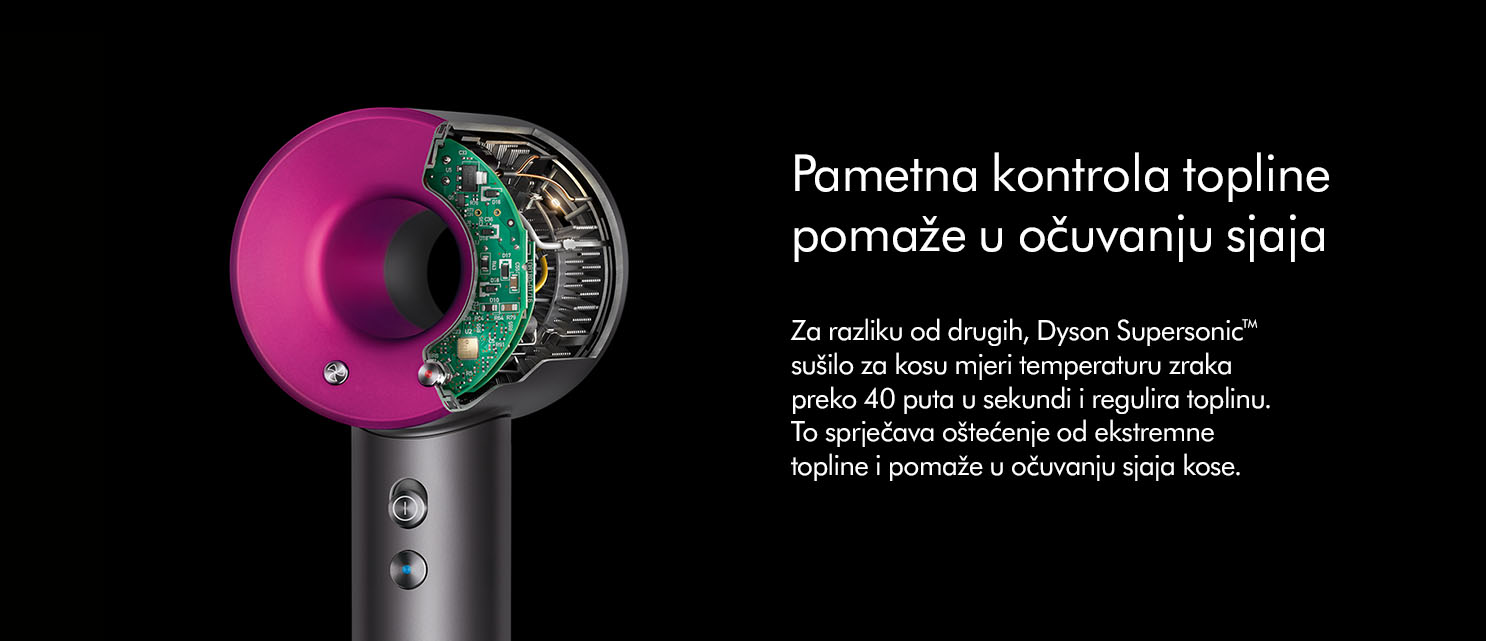 Pametna kontrola topline
pomaže u očuvanju sjaja
Za razliku od drugih, Dyson Supersonic™
sušilo za kosu mjeri temperaturu zraka
preko 40 puta u sekundi i regulira toplinu.
To sprječava oštećenje od ekstremne
topline i pomaže u očuvanju sjaja kose.